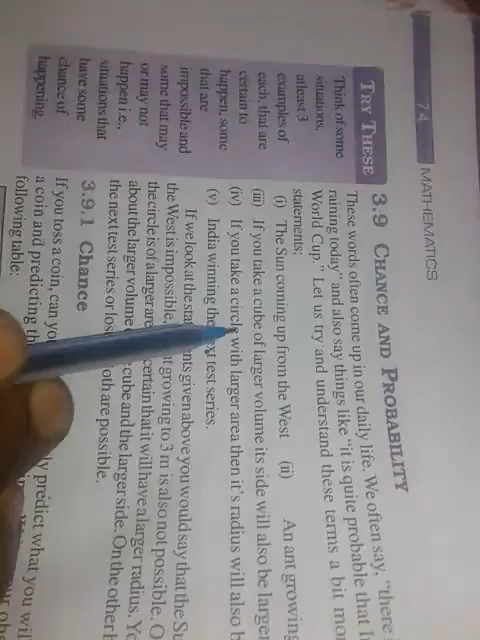 74 MATHEMATICS
TRY THESE
Think of some
situations,
atleast 3
examples of
each, that are
certain to
happen, some
that are
impossible and
some that may
or may not
happen i.e.,
situations that
have some
chance of
happening.
3.9 CHANCE AND PROBABILITY
These words often come up in our daily life. We often say, "there
raining today" and also say things like "it is quite probable that
World Cup." Let us try and understand these terms a bit
statements;
(i) The Sun coming up from the West (ii) An ant growing
(iii) If you take a cube of larger volume its side will also be larger
(iv) If you take a circle with larger area then it's radius will also
(v) India winning the next test series.
If we look at the given above you would say that the
the West is impossible, growing to 3 m is also not possible.
the circle is of a larger certain that it will have a larger radius.
about the larger volume cube and the larger side. On the other
the next test series or both are possible.
3.9.1 Chance
If you toss a coin, can predict what you
a coin and predicting
following table: